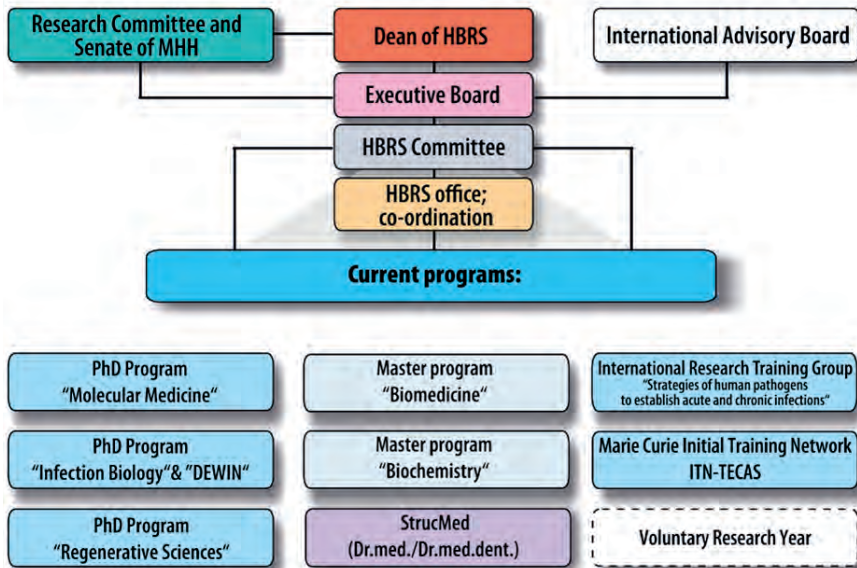 Research Committee and
Senate of MHH
Dean of HBRS
International Advisory Board
Executive Board
HBRS Committee
HBRS office;
co-ordination
Current programs:
PhD Program
“Molecular Medicine“
Master program
“Biomedicine“
International Research Training Group
“Strategies of human pathogens
to establish acute and chronic infections“
PhD Program
“Infection Biology“ & ”DEWIN“
Master program
“Biochemistry“
Marie Curie Initial Training Network
ITN-TECAS
PhD Program
“Regenerative Sciences“
StrucMed
(Dr.med./Dr.med.dent.)
Voluntary Research Year